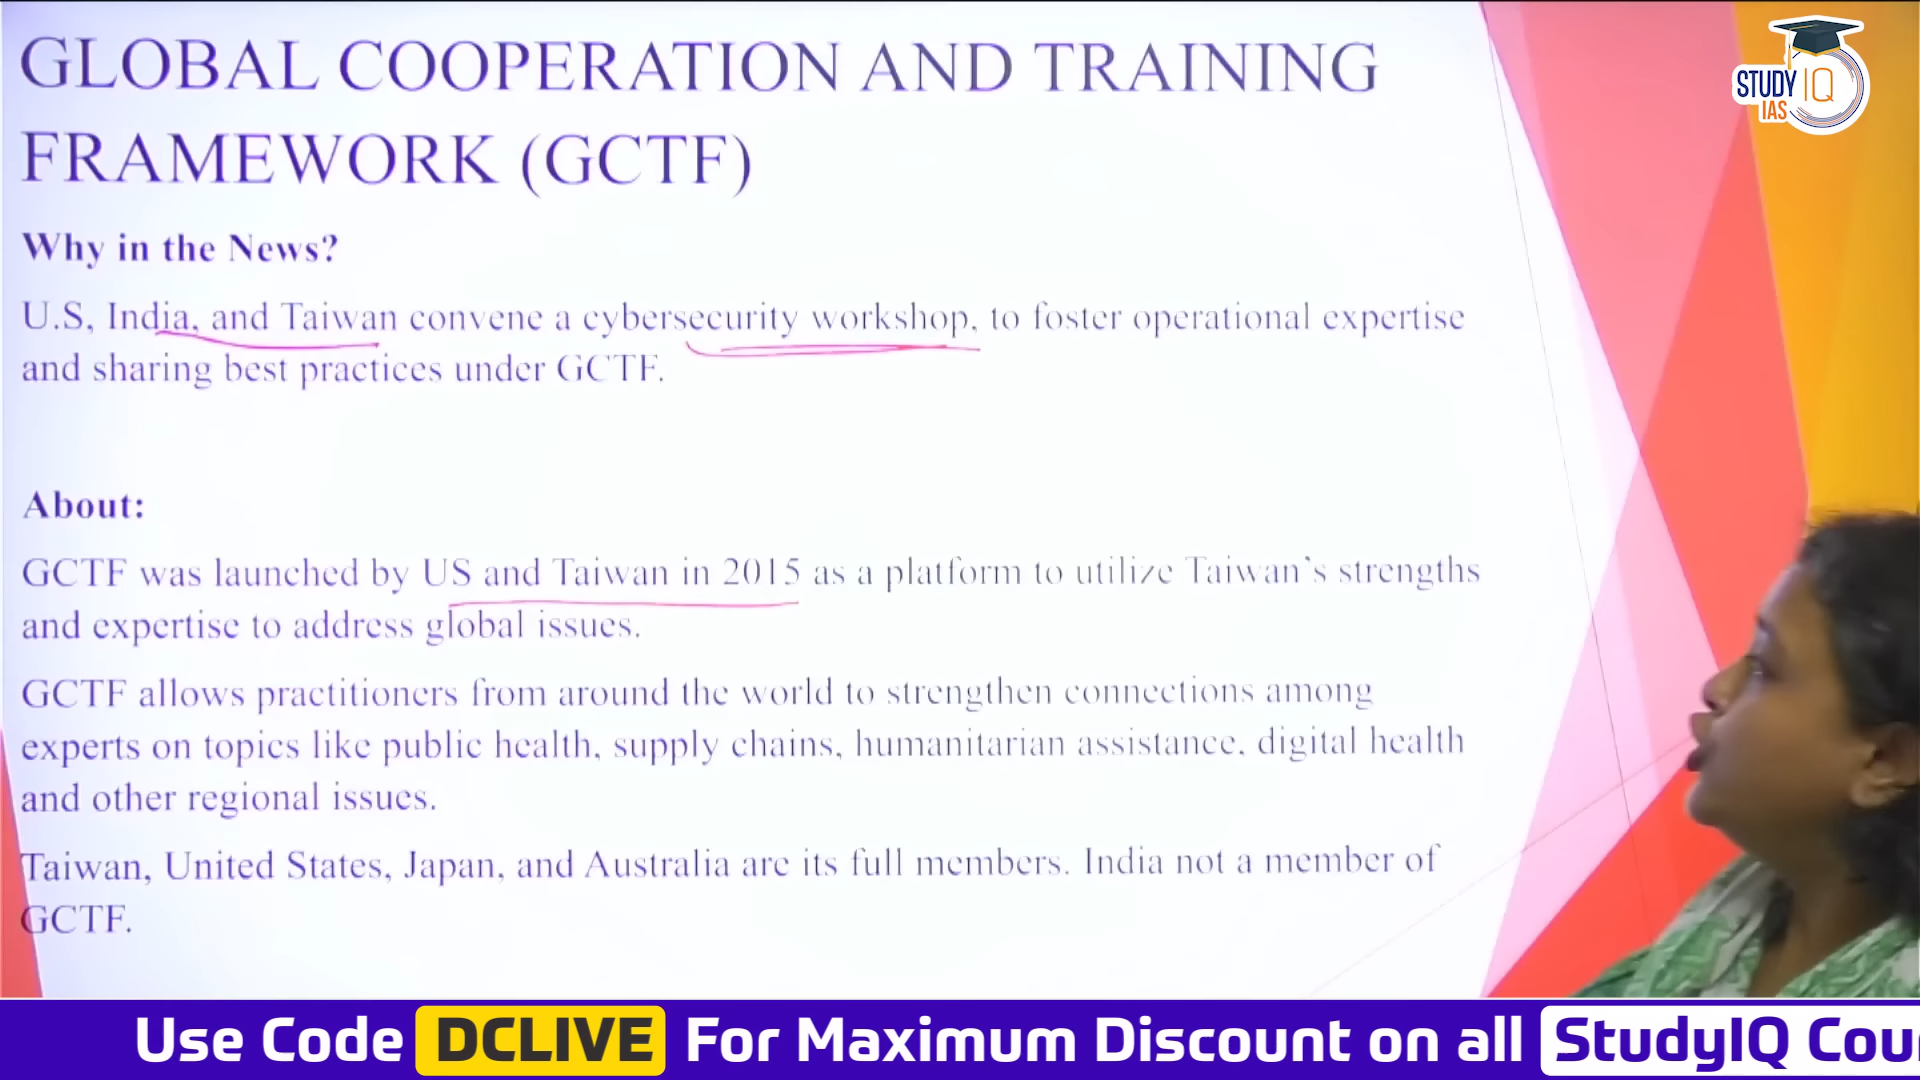 GLOBAL COOPERATION AND TRAINING
FRAMEWORK (GCTF)
STUDY IQ
IAS
Why in the News?
U.S, India, and Taiwan convene a cybersecurity workshop, to foster operational expertise
and sharing best practices under GCTF.
About:
GCTF was launched by US and Taiwan in 2015 as a platform to utilize Taiwan's strengths
and expertise to address global issues.
GCTF allows practitioners from around the world to strengthen connections among
experts on topics like public health, supply chains, humanitarian assistance, digital health
and other regional issues.
Taiwan, United States, Japan, and Australia are its full members. India not a member of
GCTF.
Use Code DCLIVE For Maximum Discount on all StudyIQ Cou